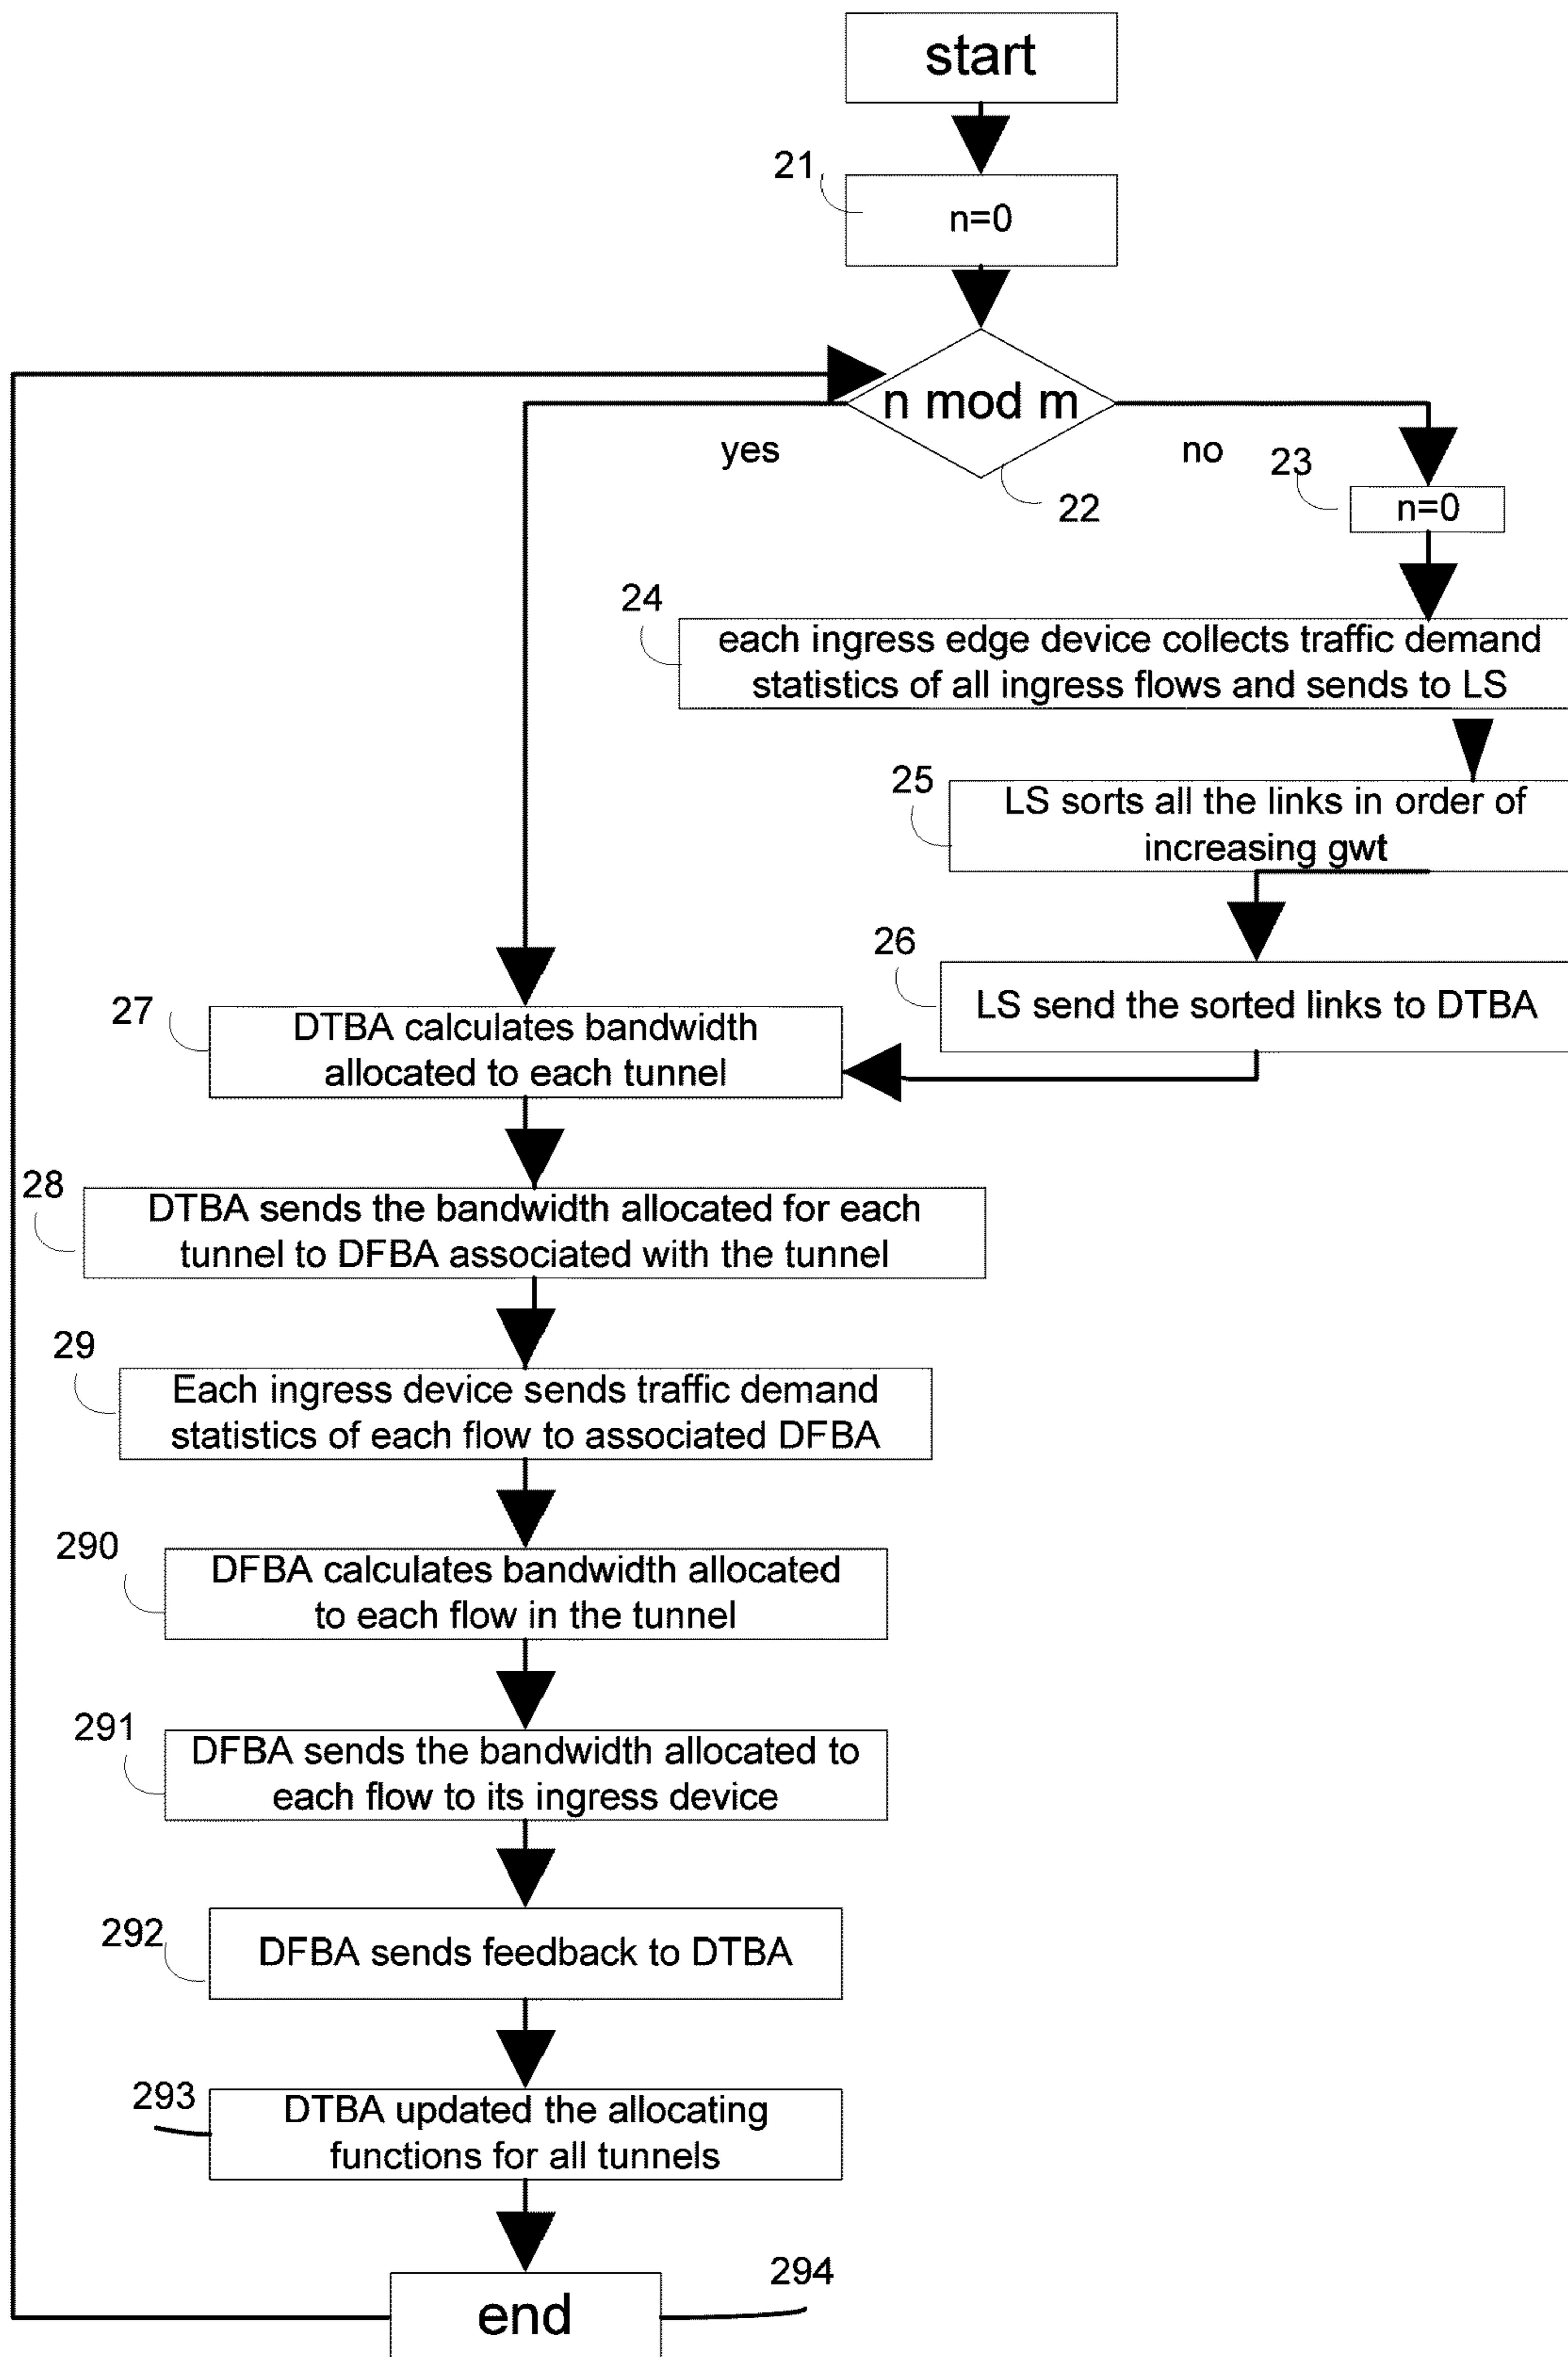 start
21
n=0
n mod m
yes
no
22
23
n=0
24
each ingress edge device collects traffic demand
statistics of all ingress flows and sends to LS
25
LS sorts all the links in order of
increasing gwt
26
LS send the sorted links to DTBA
27
DTBA calculates bandwidth
allocated to each tunnel
28
DTBA sends the bandwidth allocated for each
tunnel to DFBA associated with the tunnel
29
Each ingress device sends traffic demand
statistics of each flow to associated DFBA
290
DFBA calculates bandwidth allocated
to each flow in the tunnel
291
DFBA sends the bandwidth allocated to
each flow to its ingress device
292
DFBA sends feedback to DTBA
293
DTBA updated the allocating
functions for all tunnels
294
end